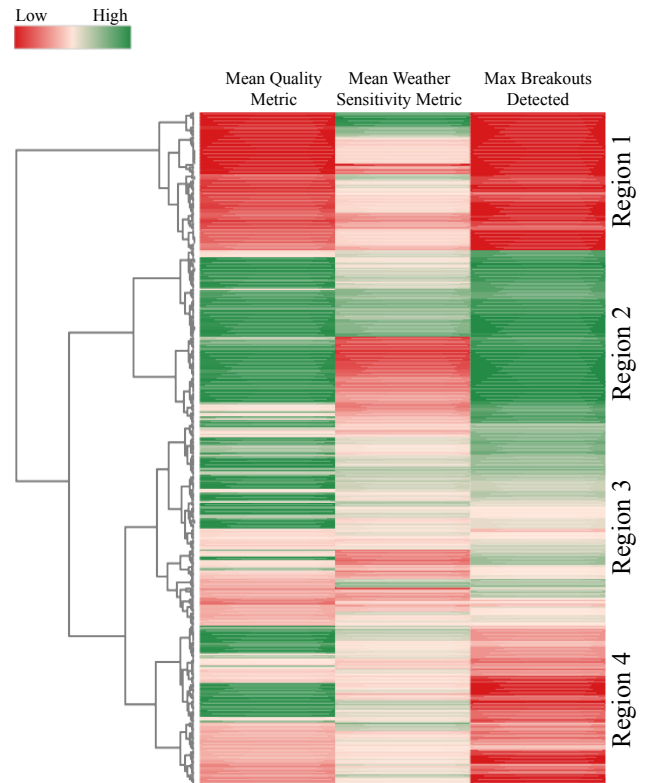 Low High
Mean Quality
Metric
Mean Weather
Sensitivity Metric
Max Breakouts
Detected
Region 1
Region 2
Region 3
Region 4